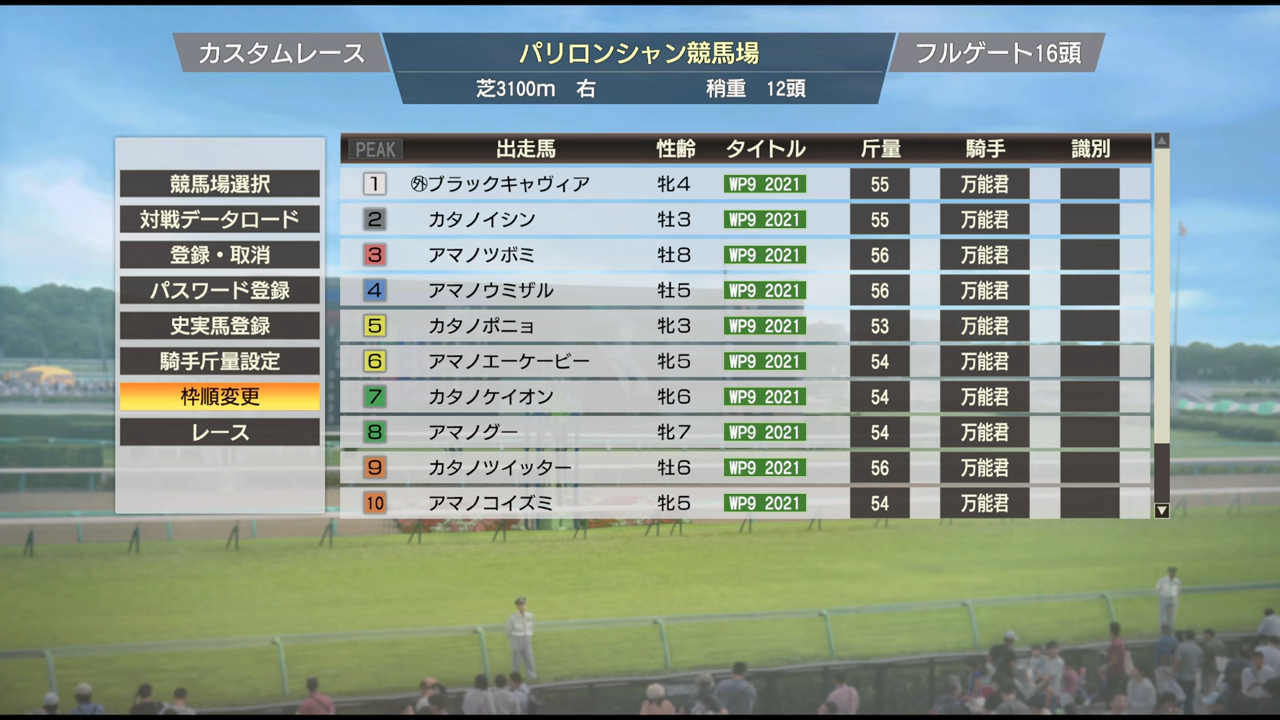 カスタムレース
パリロンシャン競馬場
フルゲート16頭
芝3100m 右 稍重 12頭
競馬場選択
対戦データロード
登録・取消
パスワード登録
史実馬登録
騎手斤量設定
枠順変更
レース
PEAK 出走馬 性齢 タイトル 斤量 騎手 識別
1 ㊕ブラックキャヴィア 牝4 WP9 2021 55 万能君
2 カタノイシン 牡3 WP9 2021 55 万能君
3 アマノツボミ 牡8 WP9 2021 56 万能君
4 アマノウミザル 牡5 WP9 2021 56 万能君
5 カタノポニョ 牝3 WP9 2021 53 万能君
6 アマノエーケービー 牝5 WP9 2021 54 万能君
7 カタノケイオン 牝6 WP9 2021 54 万能君
8 アマノグー 牝7 WP9 2021 54 万能君
9 カタノツイッター 牡6 WP9 2021 56 万能君
10 アマノコイズミ 牝5 WP9 2021 54 万能君